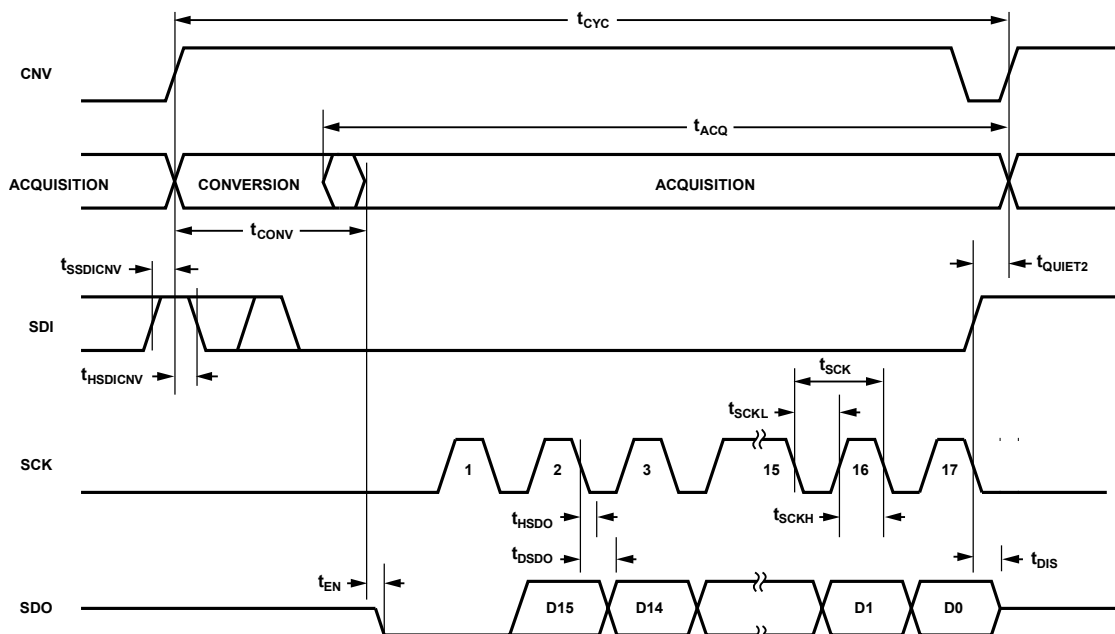 tCYC
CNV
tACQ
ACQUISITION
CONVERSION
ACQUISITION
tCONV
tSSDICNV
tQUIET2
SDI
tHSDICNV
tSCK
tSCKL
SCK
1
2
3
15
16
17
tHSDO
tSCKH
tDSDO
tDIS
tEN
SDO
D15
D14
D1
D0